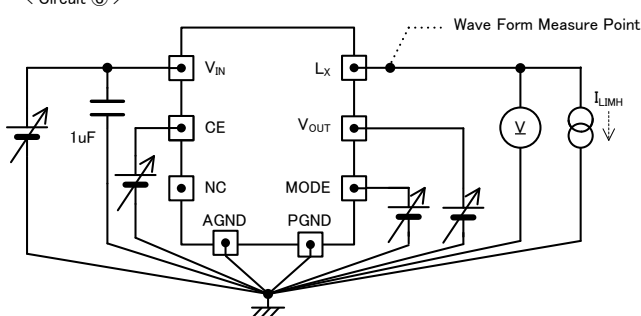 < Circuit ⑥ >
Wave Form Measure Point
VIN
LX
ILIMH
1uF
CE
VOUT
V
NC
MODE
AGND
PGND